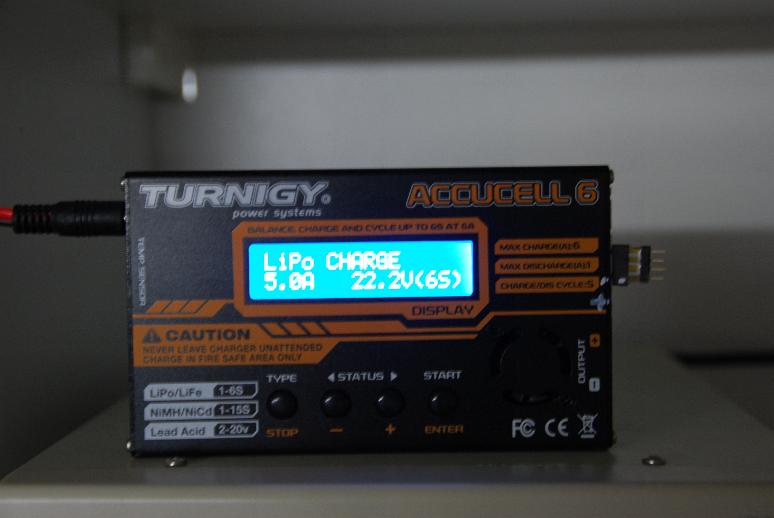 TURNIGY®
power systems
ACCUCELL 6
BALANCE, CHARGE AND CYCLE UP TO 6S AT 6A
LiPo CHARGE
5.0A 22.2V(6S)
DISPLAY
MAX CHARGE(A):6
MAX DISCHARGE(A):1
CHARGE/DIS CYCLE:5
TEMP SENSOR
CAUTION
NEVER LEAVE CHARGER UNATTENDED
CHARGE IN FIRE SAFE AREA ONLY
LiPo/LiFe 1-6S
NiMH/NiCd 1-15S
Lead Acid 2-20v
TYPE
STOP
STATUS
- +
START
ENTER
OUTPUT
+
-
FC CE